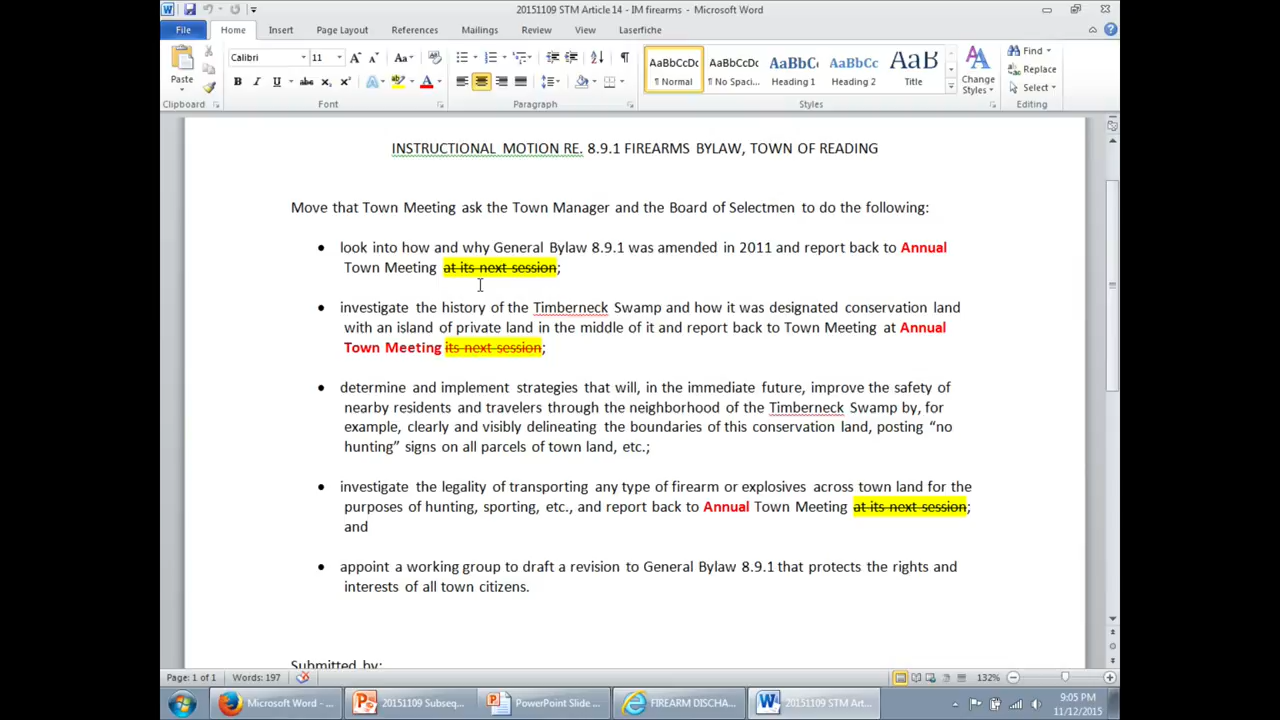 20151109 STM Article 14 - IM firearms - Microsoft Word
File Home Insert Page Layout References Mailings Review View Laserfiche
Calibri 11 Find
AaBbCcDc AaBbCcDc AaBbC AaBbCc AaBb Replace
Paste B I U abc ¶ Normal ¶ No Spaci... Heading 1 Heading 2 Title Change Styles Select
Clipboard Font Paragraph Styles Editing
INSTRUCTIONAL MOTION RE. 8.9.1 FIREARMS BYLAW, TOWN OF READING
Move that Town Meeting ask the Town Manager and the Board of Selectmen to do the following:
• look into how and why General Bylaw 8.9.1 was amended in 2011 and report back to Annual
Town Meeting at its next session;
• investigate the history of the Timberneck Swamp and how it was designated conservation land
with an island of private land in the middle of it and report back to Town Meeting at Annual
Town Meeting its next session;
• determine and implement strategies that will, in the immediate future, improve the safety of
nearby residents and travelers through the neighborhood of the Timberneck Swamp by, for
example, clearly and visibly delineating the boundaries of this conservation land, posting “no
hunting” signs on all parcels of town land, etc.;
• investigate the legality of transporting any type of firearm or explosives across town land for the
purposes of hunting, sporting, etc., and report back to Annual Town Meeting at its next session;
and
• appoint a working group to draft a revision to General Bylaw 8.9.1 that protects the rights and
interests of all town citizens.
Submitted by:
Page: 1 of 1 Words: 197 132%
Microsoft Word - ... 20151109 Subseq... PowerPoint Slide ... FIREARM DISCHA... 20151109 STM Art... 9:05 PM
11/12/2015